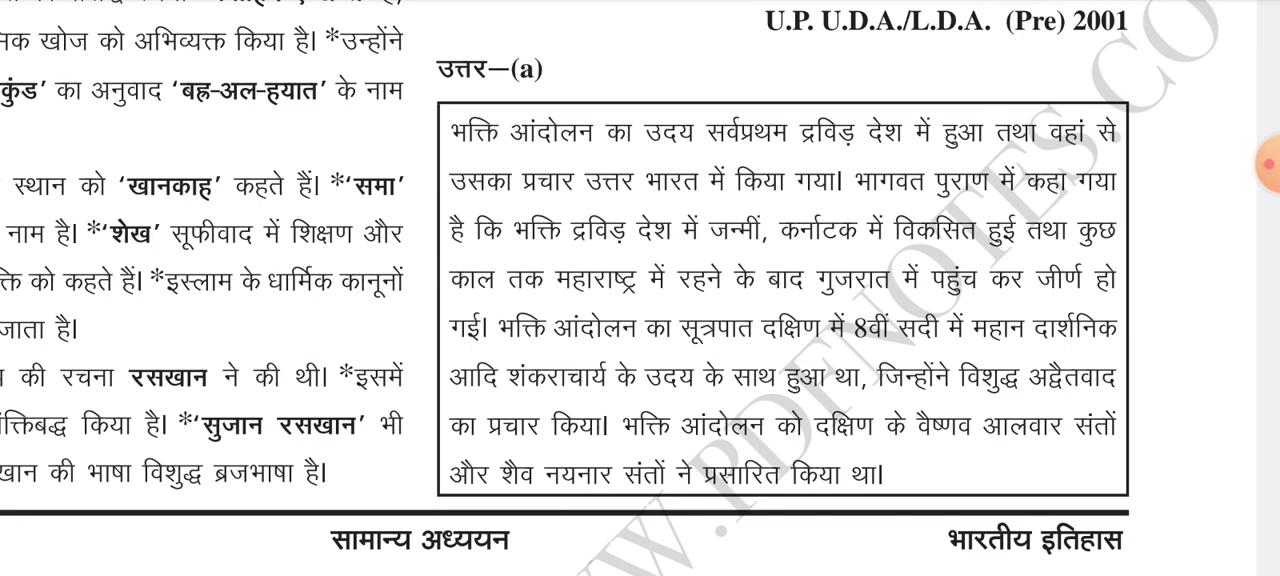 नक खोज को अभिव्यक्त किया है। *उन्होंने
कुंड’ का अनुवाद ‘बह्र-अल-हयात’ के नाम
स्थान को ‘खानकाह’ कहते हैं। *‘समा’
नाम है। *‘शेख’ सूफीवाद में शिक्षण और
को कहते हैं। *इस्लाम के धार्मिक कानूनों
जाता है।
की रचना रसखान ने की थी। *इसमें
किया है। *‘सुजान रसखान’ भी
की भाषा विशुद्ध ब्रजभाषा है।
U.P. U.D.A./L.D.A. (Pre) 2001
उत्तर—(a)
भक्ति आंदोलन का उदय सर्वप्रथम द्रविड़ देश में हुआ तथा वहां से
उसका प्रचार उत्तर भारत में किया गया। भागवत पुराण में कहा गया
है कि भक्ति द्रविड़ देश में जन्मीं, कर्नाटक में विकसित हुई तथा कुछ
काल तक महाराष्ट्र में रहने के बाद गुजरात में पहुंच कर जीर्ण हो
गई। भक्ति आंदोलन का सूत्रपात दक्षिण में 8वीं सदी में महान दार्शनिक
आदि शंकराचार्य के उदय के साथ हुआ था, जिन्होंने विशुद्ध अद्वैतवाद
का प्रचार किया। भक्ति आंदोलन को दक्षिण के वैष्णव आलवार संतों
और शैव नयनार संतों ने प्रसारित किया था।
सामान्य अध्ययन
भारतीय इतिहास
W.PDFNOTES.CO